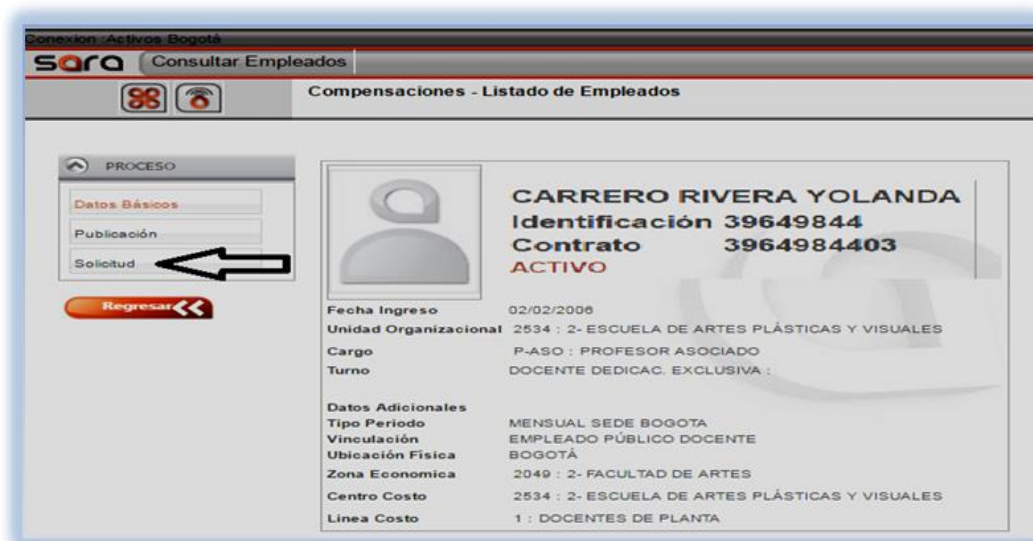 Conexion :Activos Bogotá
sara Consultar Empleados
Compensaciones - Listado de Empleados
PROCESO
Datos Básicos
Publicación
Solicitud
Regresar
CARRERO RIVERA YOLANDA
Identificación 39649844
Contrato 3964984403
ACTIVO
Fecha Ingreso 02/02/2006
Unidad Organizacional 2534 : 2- ESCUELA DE ARTES PLÁSTICAS Y VISUALES
Cargo P-ASO : PROFESOR ASOCIADO
Turno DOCENTE DEDICAC. EXCLUSIVA :
Datos Adicionales
Tipo Periodo MENSUAL SEDE BOGOTA
Vinculación EMPLEADO PÚBLICO DOCENTE
Ubicación Física BOGOTÁ
Zona Economica 2049 : 2- FACULTAD DE ARTES
Centro Costo 2534 : 2- ESCUELA DE ARTES PLÁSTICAS Y VISUALES
Linea Costo 1 : DOCENTES DE PLANTA